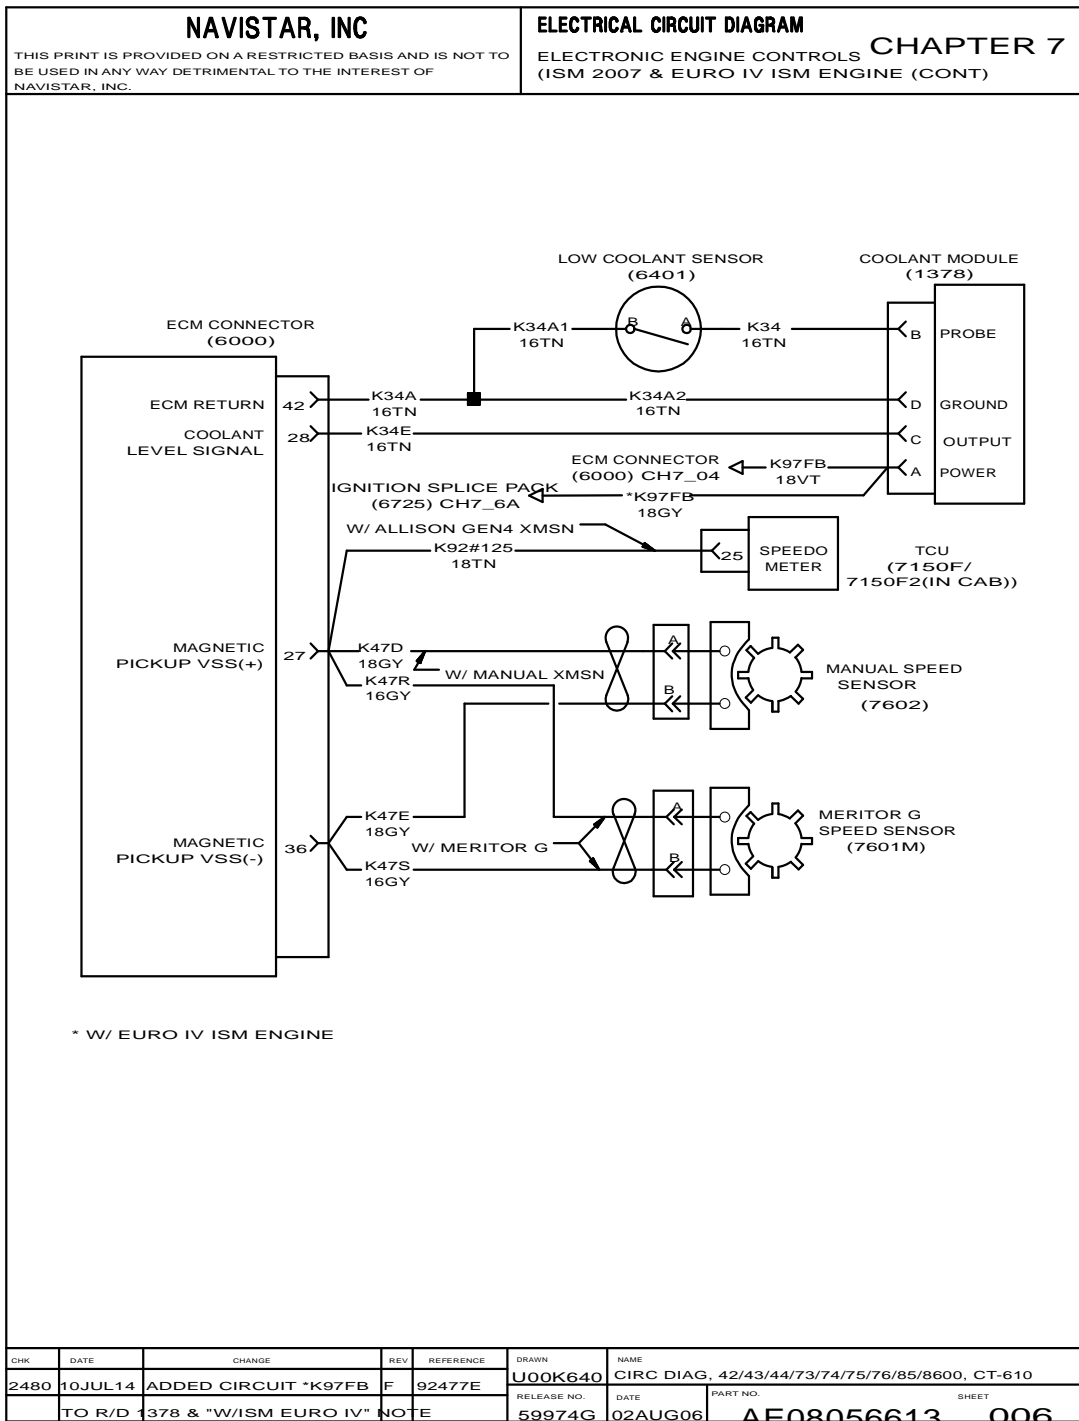 NAVISTAR, INC
THIS PRINT IS PROVIDED ON A RESTRICTED BASIS AND IS NOT TO
BE USED IN ANY WAY DETRIMENTAL TO THE INTEREST OF
NAVISTAR, INC.
ELECTRICAL CIRCUIT DIAGRAM
ELECTRONIC ENGINE CONTROLS
(ISM 2007 & EURO IV ISM ENGINE (CONT)
CHAPTER 7
LOW COOLANT SENSOR
(6401)
COOLANT MODULE
(1378)
ECM CONNECTOR
(6000)
K34A1
16TN
B
A
K34
16TN
B
PROBE
ECM RETURN
42
K34A
16TN
K34A2
16TN
D
GROUND
COOLANT
LEVEL SIGNAL
28
K34E
16TN
C
OUTPUT
ECM CONNECTOR
(6000) CH7_04
K97FB
18VT
A
POWER
IGNITION SPLICE PACK
(6725) CH7_6A
*K97FB
18GY
W/ ALLISON GEN4 XMSN
K92#125
18TN
25
SPEEDO
METER
TCU
(7150F/
7150F2(IN CAB))
MAGNETIC
PICKUP VSS(+)
27
K47D
18GY
K47R
16GY
W/ MANUAL XMSN
A
B
MANUAL SPEED
SENSOR
(7602)
MAGNETIC
PICKUP VSS(-)
36
K47E
18GY
K47S
16GY
W/ MERITOR G
A
B
MERITOR G
SPEED SENSOR
(7601M)
* W/ EURO IV ISM ENGINE
CHK DATE CHANGE REV REFERENCE
2480 10JUL14 ADDED CIRCUIT *K97FB F 92477E
TO R/D 1378 & "W/ISM EURO IV" NOTE
DRAWN
U00K640
NAME
CIRC DIAG, 42/43/44/73/74/75/76/85/8600, CT-610
RELEASE NO.
59974G
DATE
02AUG06
PART NO.
AE08056613
SHEET
006